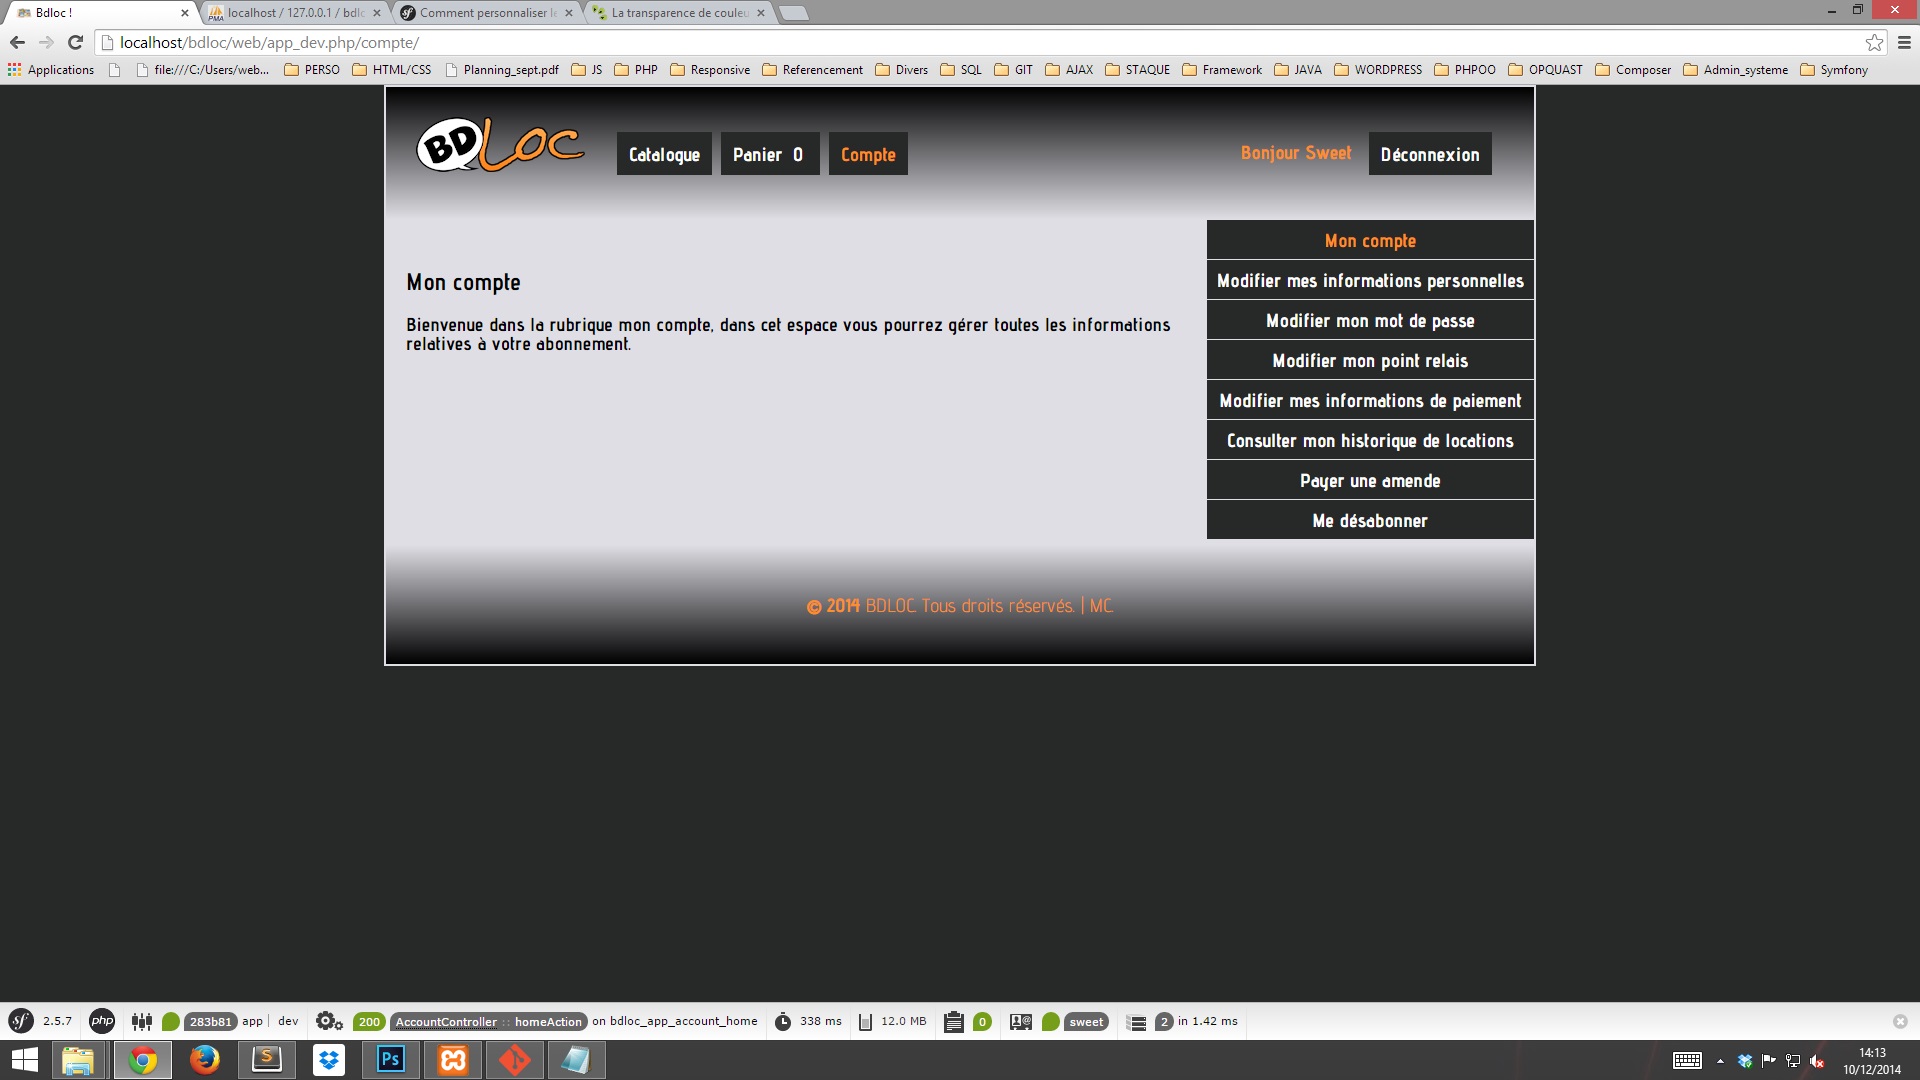 Bdloc !
localhost / 127.0.0.1 / bdlo
Comment personnaliser le
La transparence de couleu
localhost/bdloc/web/app_dev.php/compte/
Applications file:///C:/Users/web... PERSO HTML/CSS Planning_sept.pdf JS PHP Responsive Referencement Divers SQL GIT AJAX STAQUE Framework JAVA WORDPRESS PHPOO OPQUAST Composer Admin_systeme Symfony
BDLOC
Catalogue Panier 0 Compte Bonjour Sweet Déconnexion
Mon compte
Bienvenue dans la rubrique mon compte, dans cet espace vous pourrez gérer toutes les informations
relatives à votre abonnement.
Mon compte
Modifier mes informations personnelles
Modifier mon mot de passe
Modifier mon point relais
Modifier mes informations de paiement
Consulter mon historique de locations
Payer une amende
Me désabonner
© 2014 BDLOC. Tous droits réservés. | MC.
sf 2.5.7 php 283b81 app | dev 200 AccountController :: homeAction on bdloc_app_account_home 338 ms 12.0 MB 0 sweet 2 in 1.42 ms
S Ps
14:13
10/12/2014